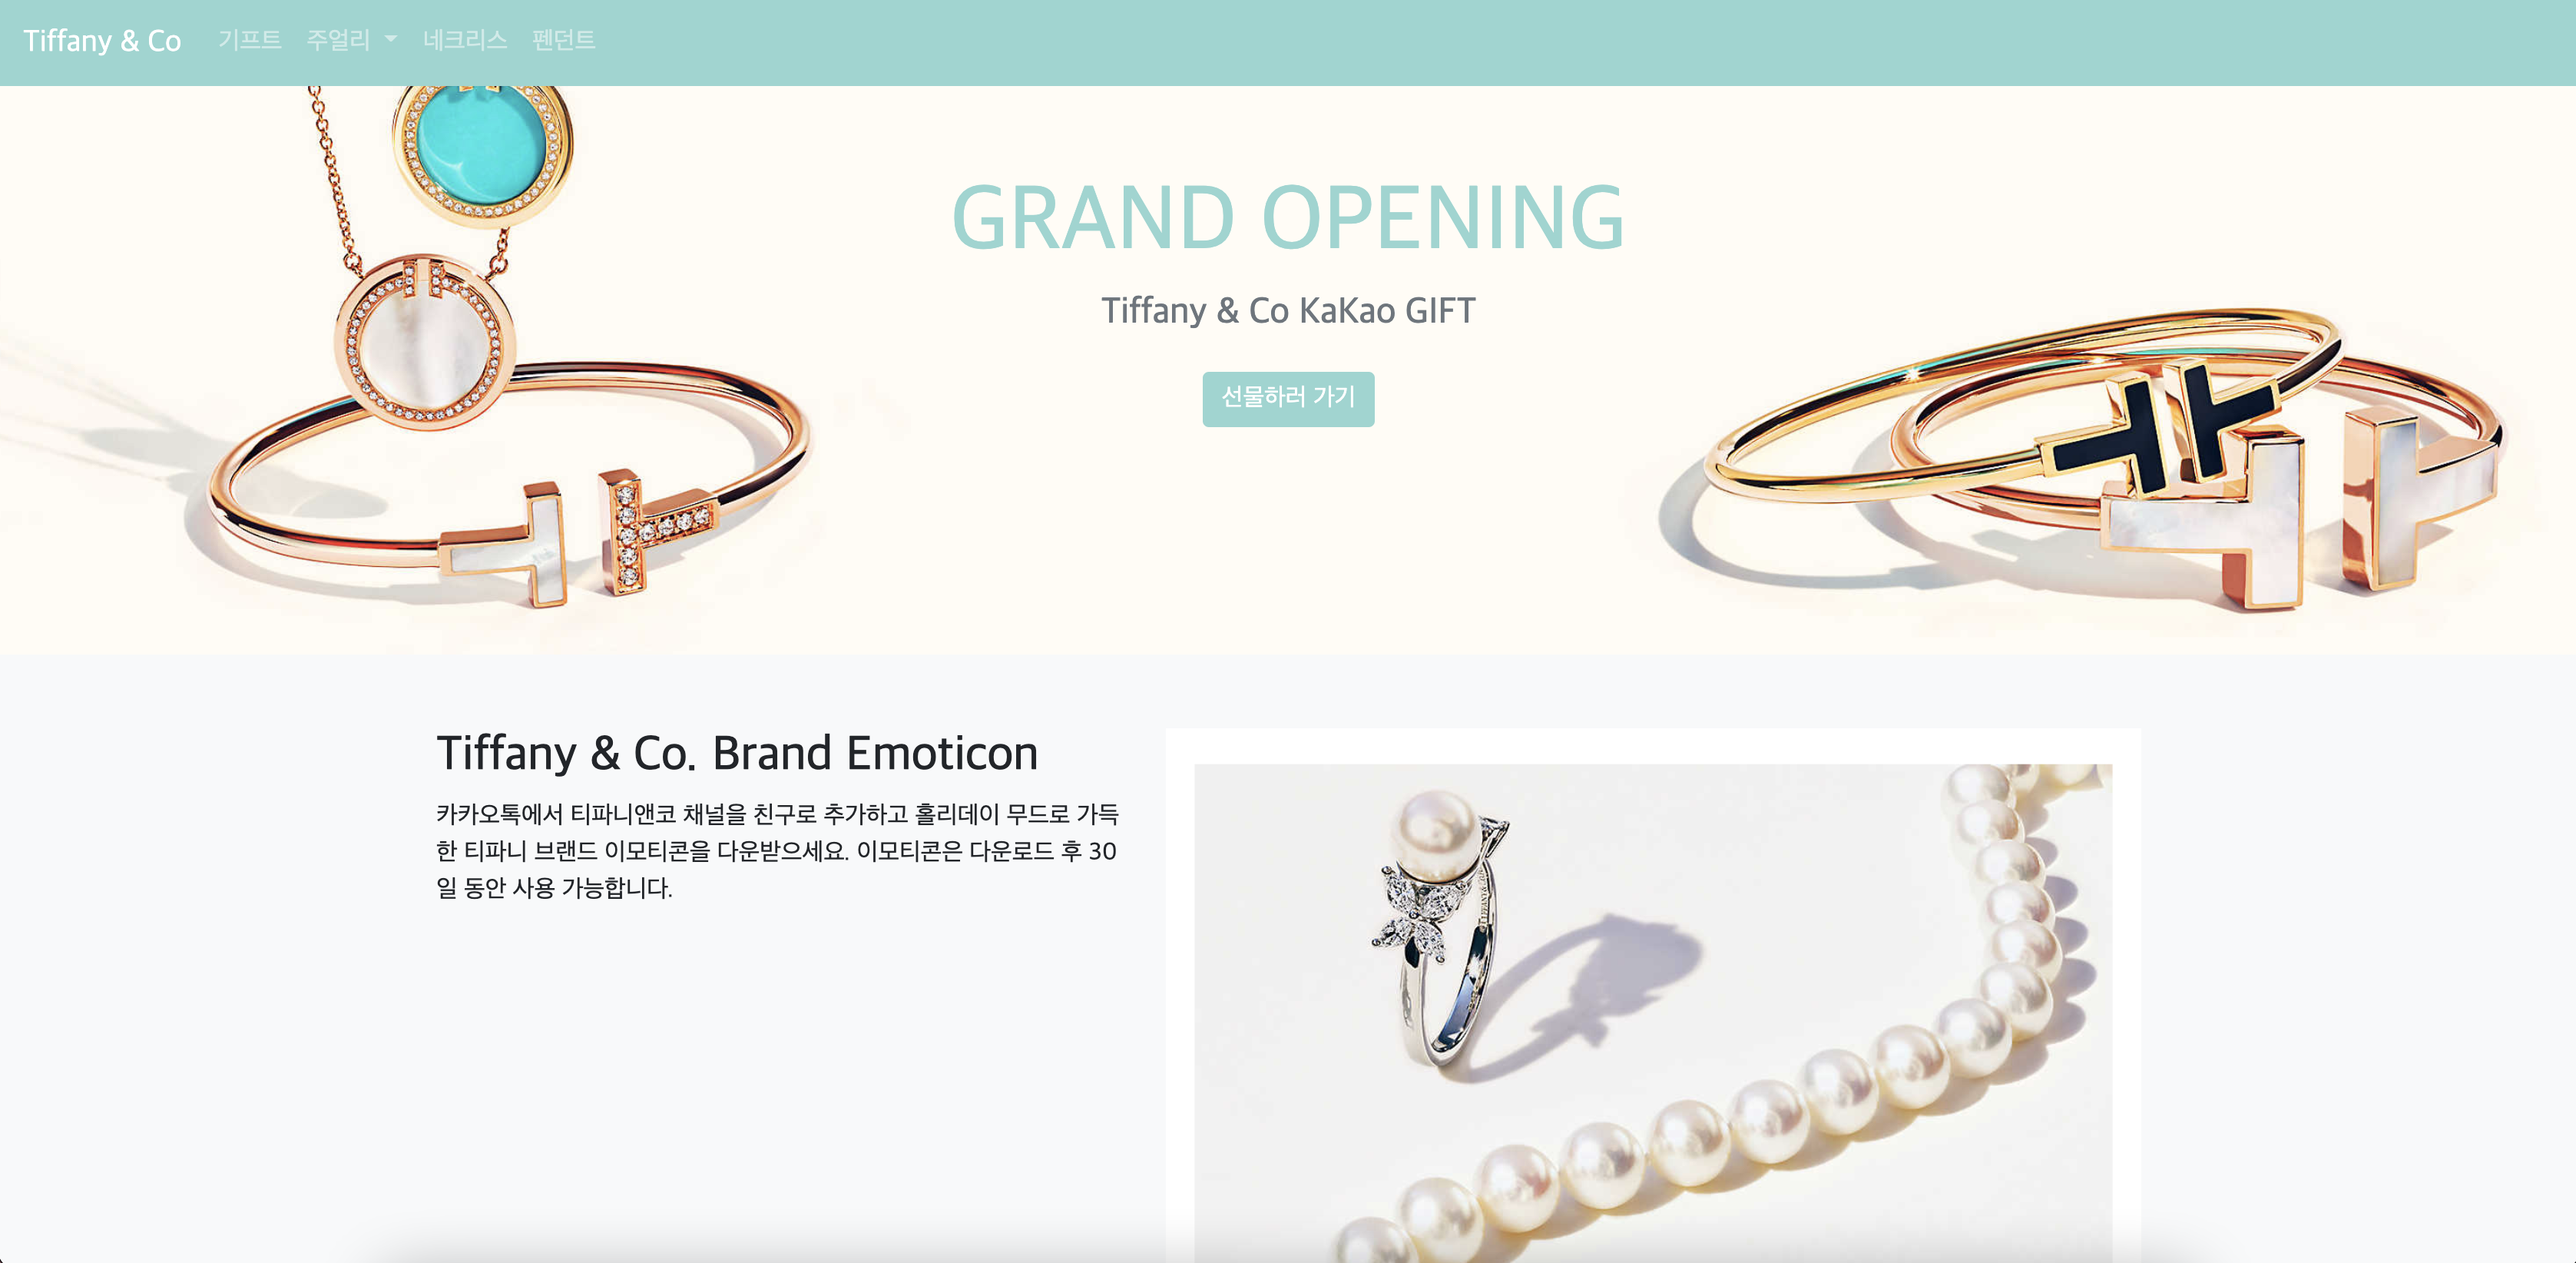 Tiffany & Co 기프트 주얼리 네크리스 펜던트
GRAND OPENING
Tiffany & Co KaKao GIFT
선물하러 가기
Tiffany & Co. Brand Emoticon
카카오톡에서 티파니앤코 채널을 친구로 추가하고 홀리데이 무드로 가득
한 티파니 브랜드 이모티콘을 다운받으세요. 이모티콘은 다운로드 후 30
일 동안 사용 가능합니다.